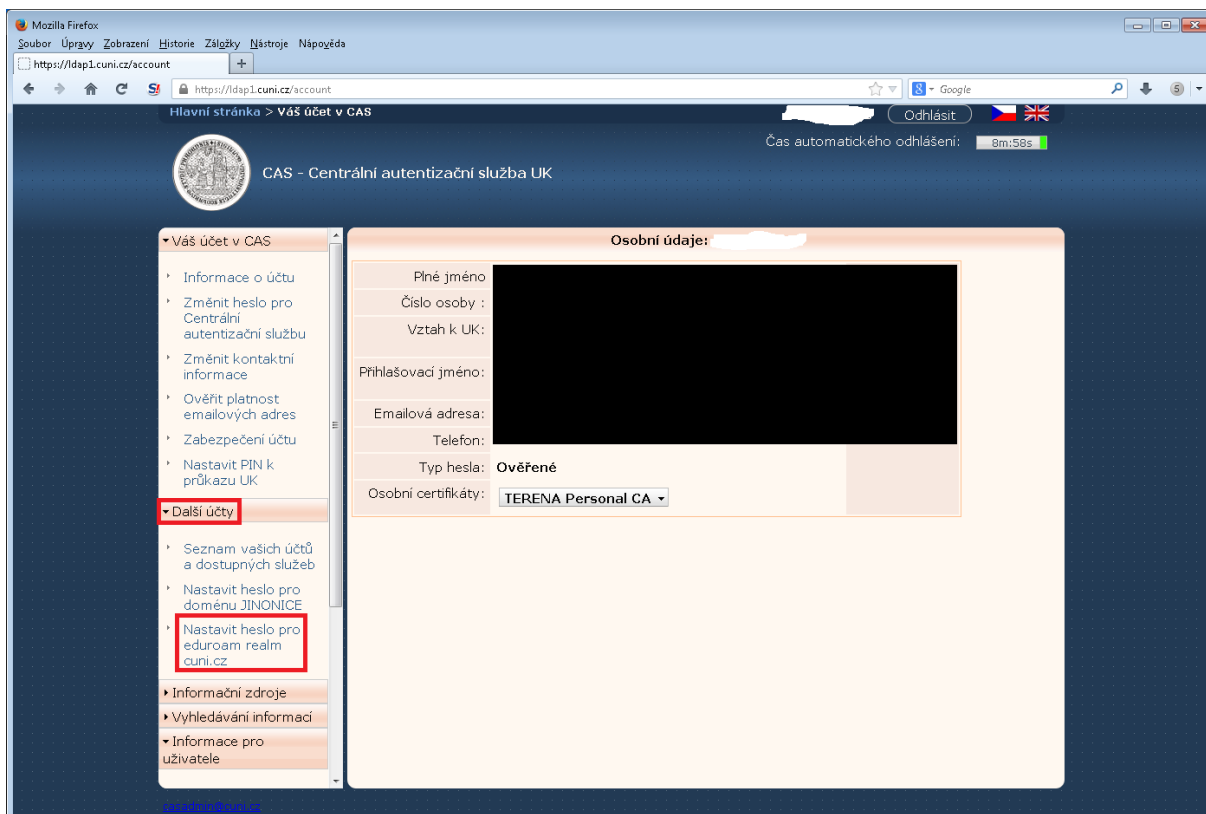 Mozilla Firefox
Soubor Úpravy Zobrazení Historie Záložky Nástroje Nápověda
https://ldap1.cuni.cz/account +
https://ldap1.cuni.cz/account Google 5
Hlavní stránka > Váš účet v CAS Odhlásit
Čas automatického odhlášení: 8m:58s
CAS - Centrální autentizační služba UK
Váš účet v CAS
Informace o účtu
Změnit heslo pro
Centrální
autentizační službu
Změnit kontaktní
informace
Ověřit platnost
emailových adres
Zabezpečení účtu
Nastavit PIN k
průkazu UK
Další účty
Seznam vašich účtů
a dostupných služeb
Nastavit heslo pro
doménu JINONICE
Nastavit heslo pro
eduroam realm
cuni.cz
Informační zdroje
Vyhledávání informací
Informace pro
uživatele
casadmin@cuni.cz
Osobní údaje:
Plné jméno
Číslo osoby :
Vztah k UK:
Přihlašovací jméno:
Emailová adresa:
Telefon:
Typ hesla: Ověřené
Osobní certifikáty: TERENA Personal CA